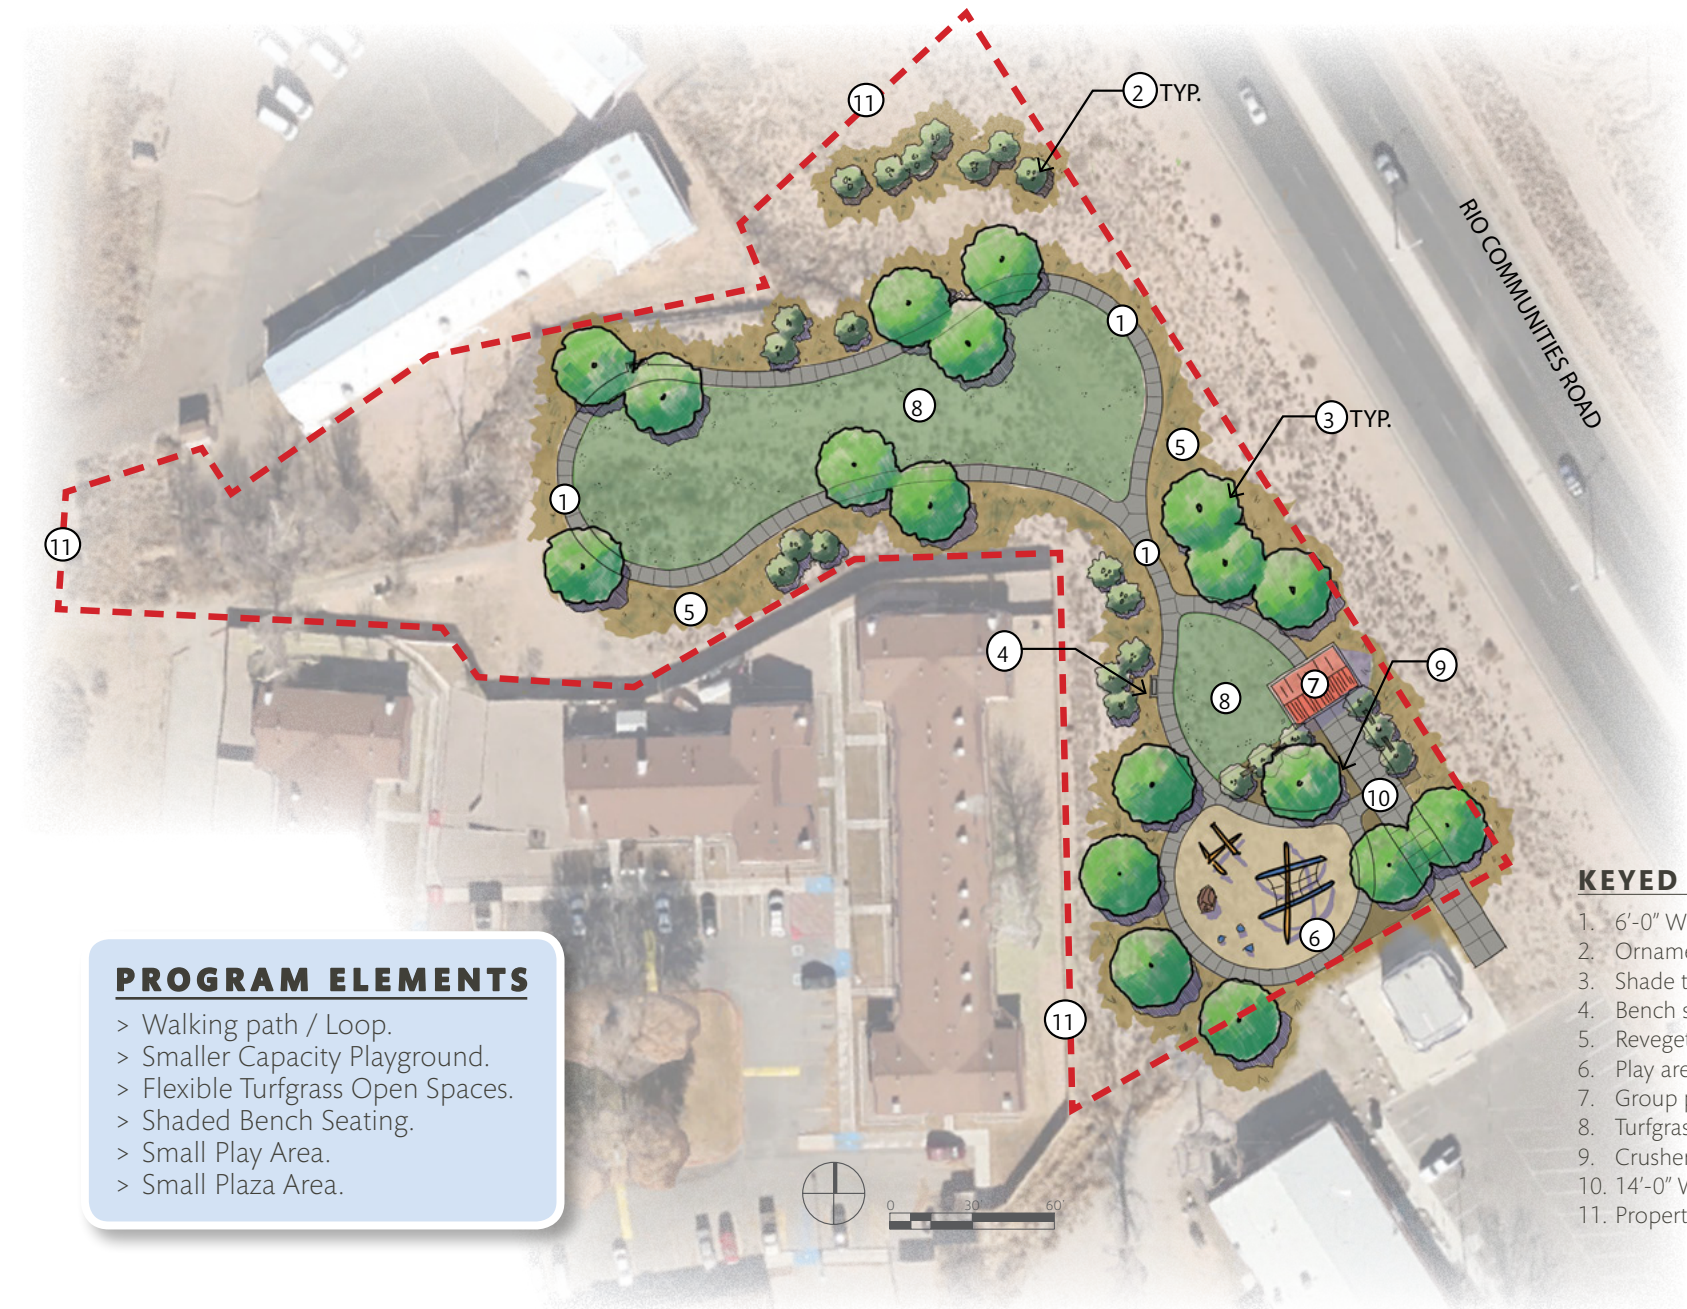 11
2 TYP.
RIO COMMUNITIES ROAD
1
8
3 TYP.
5
1
11
1
5
4
7
9
8
10
6
11
PROGRAM ELEMENTS
> Walking path / Loop.
> Smaller Capacity Playground.
> Flexible Turfgrass Open Spaces.
> Shaded Bench Seating.
> Small Play Area.
> Small Plaza Area.
0 30' 60'
KEYED
1. 6'-0" W
2. Orname
3. Shade t
4. Bench s
5. Reveget
6. Play are
7. Group p
8. Turfgras
9. Crusher
10. 14'-0" W
11. Propert